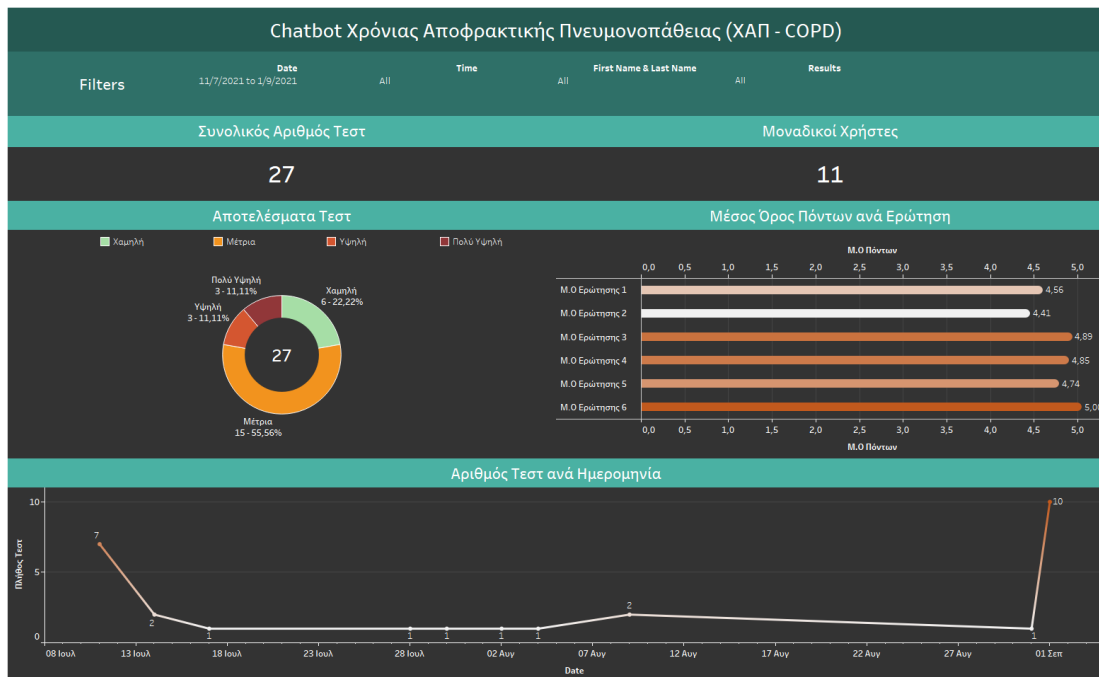 Chatbot Χρόνιας Αποφρακτικής Πνευμονοπάθειας (ΧΑΠ - COPD)
Filters
Date Time First Name & Last Name Results
11/7/2021 to 1/9/2021 All All All
Συνολικός Αριθμός Τεστ Μοναδικοί Χρήστες
27 11
Αποτελέσματα Τεστ Μέσος Όρος Πόντων ανά Ερώτηση
Χαμηλή Μέτρια Υψηλή Πολύ Υψηλή
Πολύ Υψηλή
3 - 11,11%
Υψηλή
3 - 11,11%
Χαμηλή
6 - 22,22%
27
Μέτρια
15 - 55,56%
Μ.Ο Πόντων
0,0 0,5 1,0 1,5 2,0 2,5 3,0 3,5 4,0 4,5 5,0
Μ.Ο Ερώτησης 1 4,56
Μ.Ο Ερώτησης 2 4,41
Μ.Ο Ερώτησης 3 4,89
Μ.Ο Ερώτησης 4 4,85
Μ.Ο Ερώτησης 5 4,74
Μ.Ο Ερώτησης 6
0,0 0,5 1,0 1,5 2,0 2,5 3,0 3,5 4,0 4,5 5,0
Μ.Ο Πόντων
Αριθμός Τεστ ανά Ημερομηνία
Πλήθος Τεστ
10
5
0
7 2 1 1 1 1 1 2 1 10
08 Ιουλ 13 Ιουλ 18 Ιουλ 23 Ιουλ 28 Ιουλ 02 Αυγ 07 Αυγ 12 Αυγ 17 Αυγ 22 Αυγ 27 Αυγ 01 Σεπ
Date